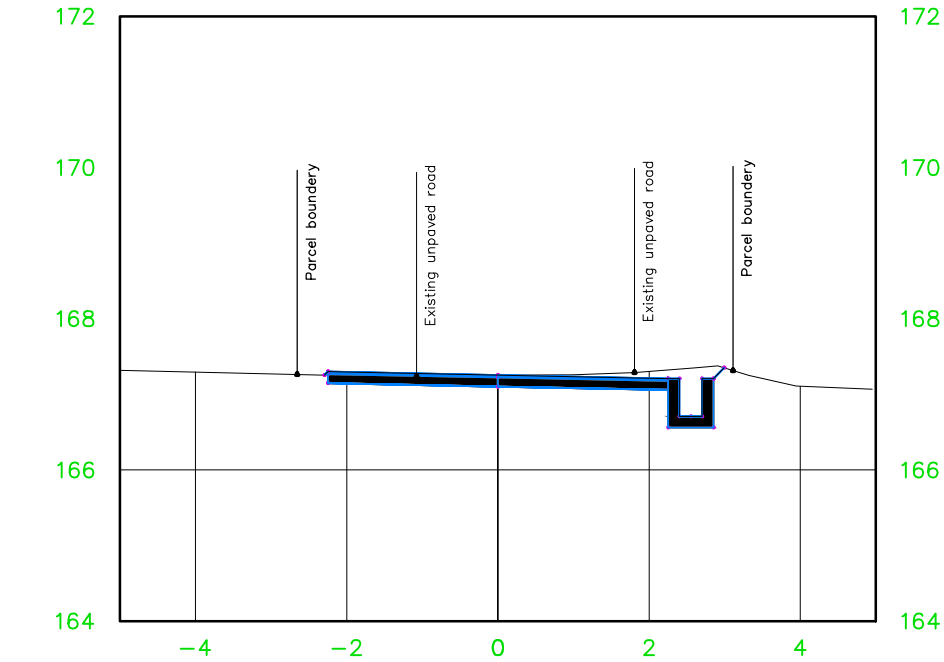 172 172
170 170
Parcel boundery
Existing unpaved road
Existing unpaved road
Parcel boundery
168 168
166 166
164 164
-4 -2 0 2 4